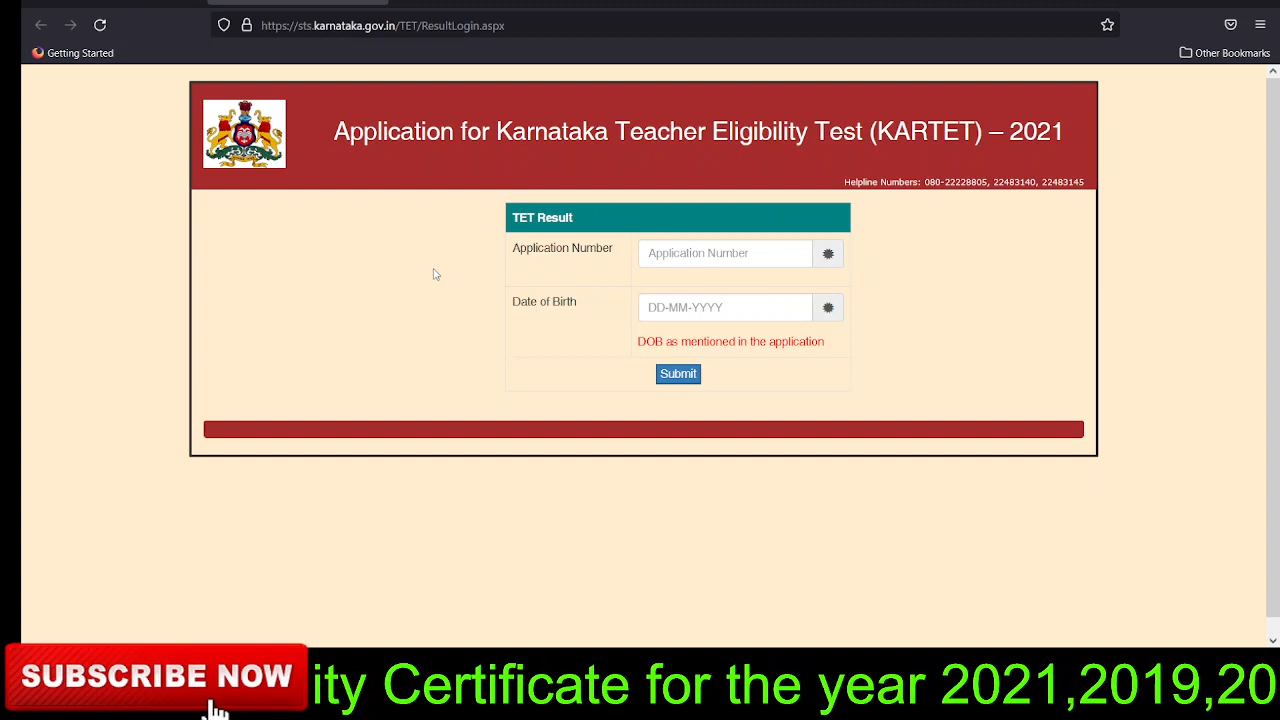 https://sts.karnataka.gov.in/TET/ResultLogin.aspx
Getting Started
Other Bookmarks
Application for Karnataka Teacher Eligibility Test (KARTET) – 2021
Helpline Numbers: 080-22228805, 22483140, 22483145
TET Result
Application Number
Application Number
Date of Birth
DD-MM-YYYY
DOB as mentioned in the application
Submit
SUBSCRIBE NOW
ity Certificate for the year 2021,2019,20